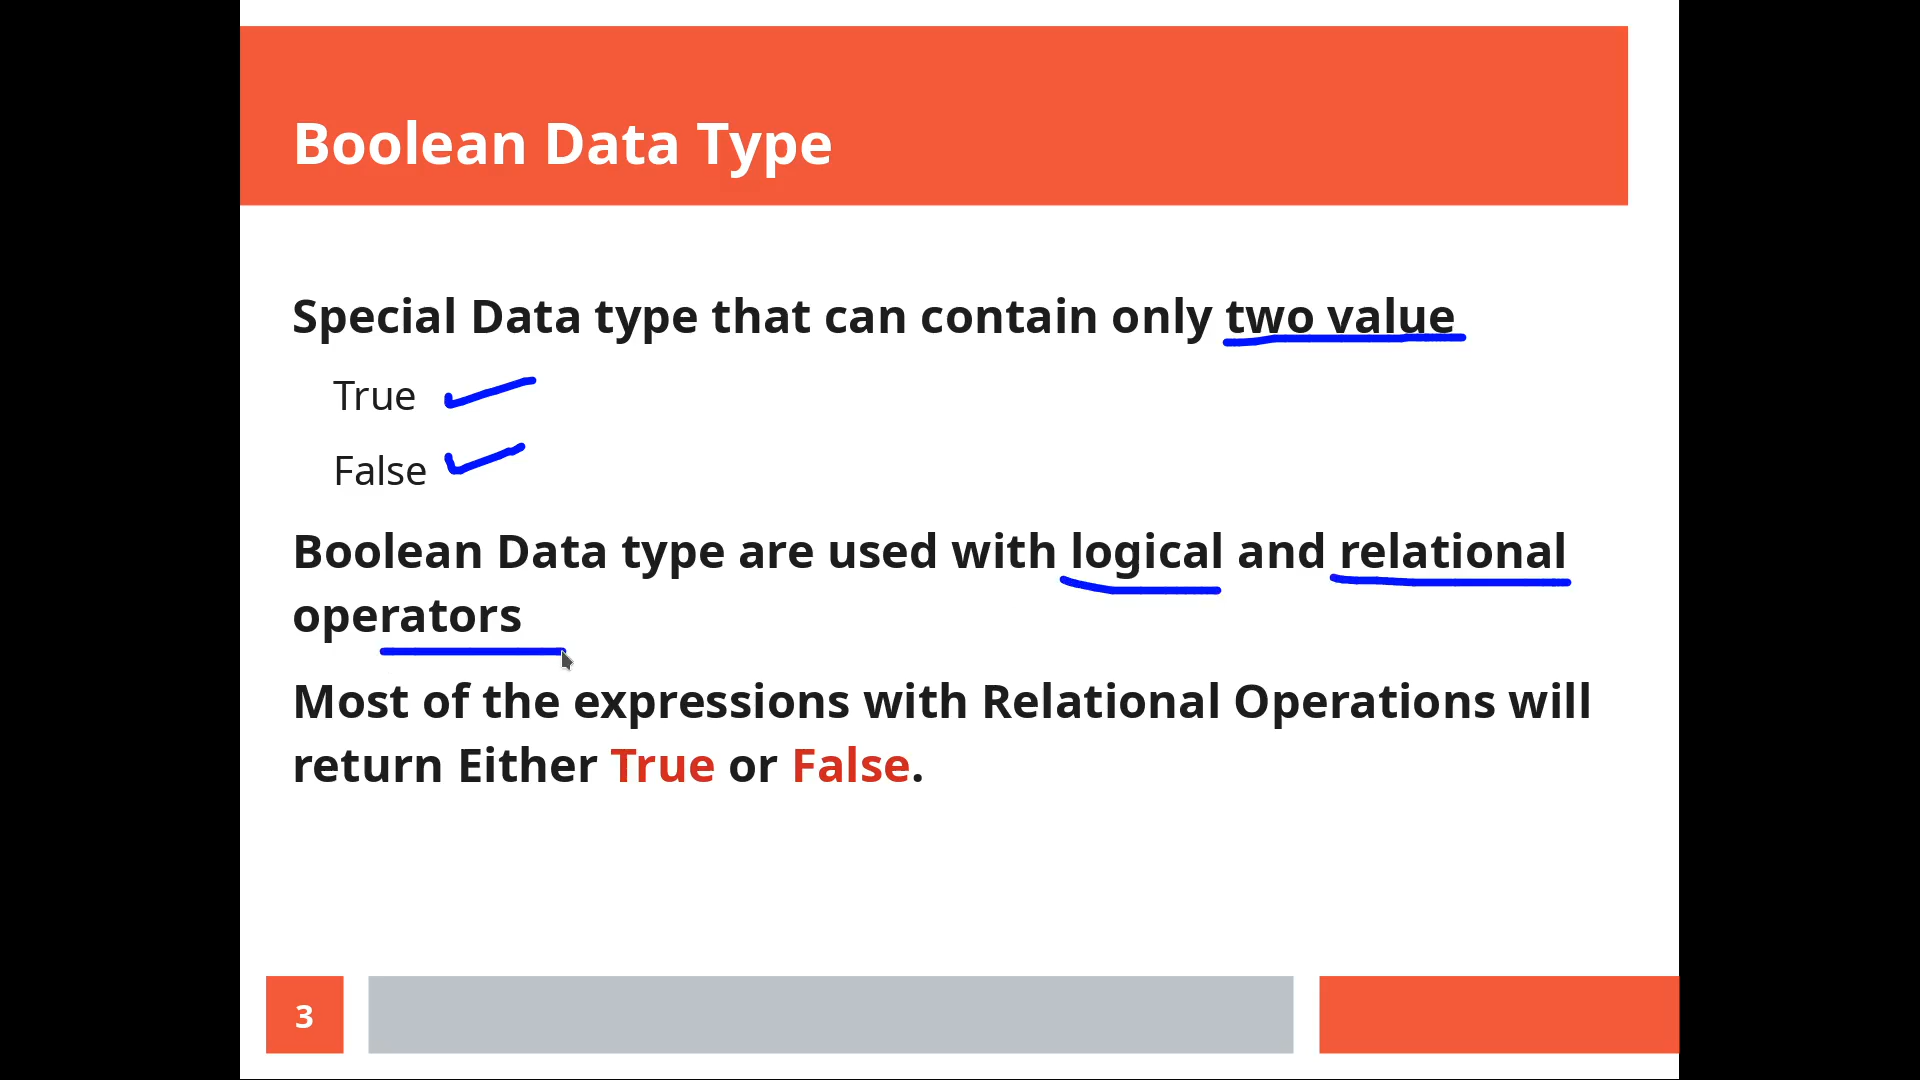 Boolean Data Type
Special Data type that can contain only two value
True
False
Boolean Data type are used with logical and relational
operators
Most of the expressions with Relational Operations will
return Either True or False.
3